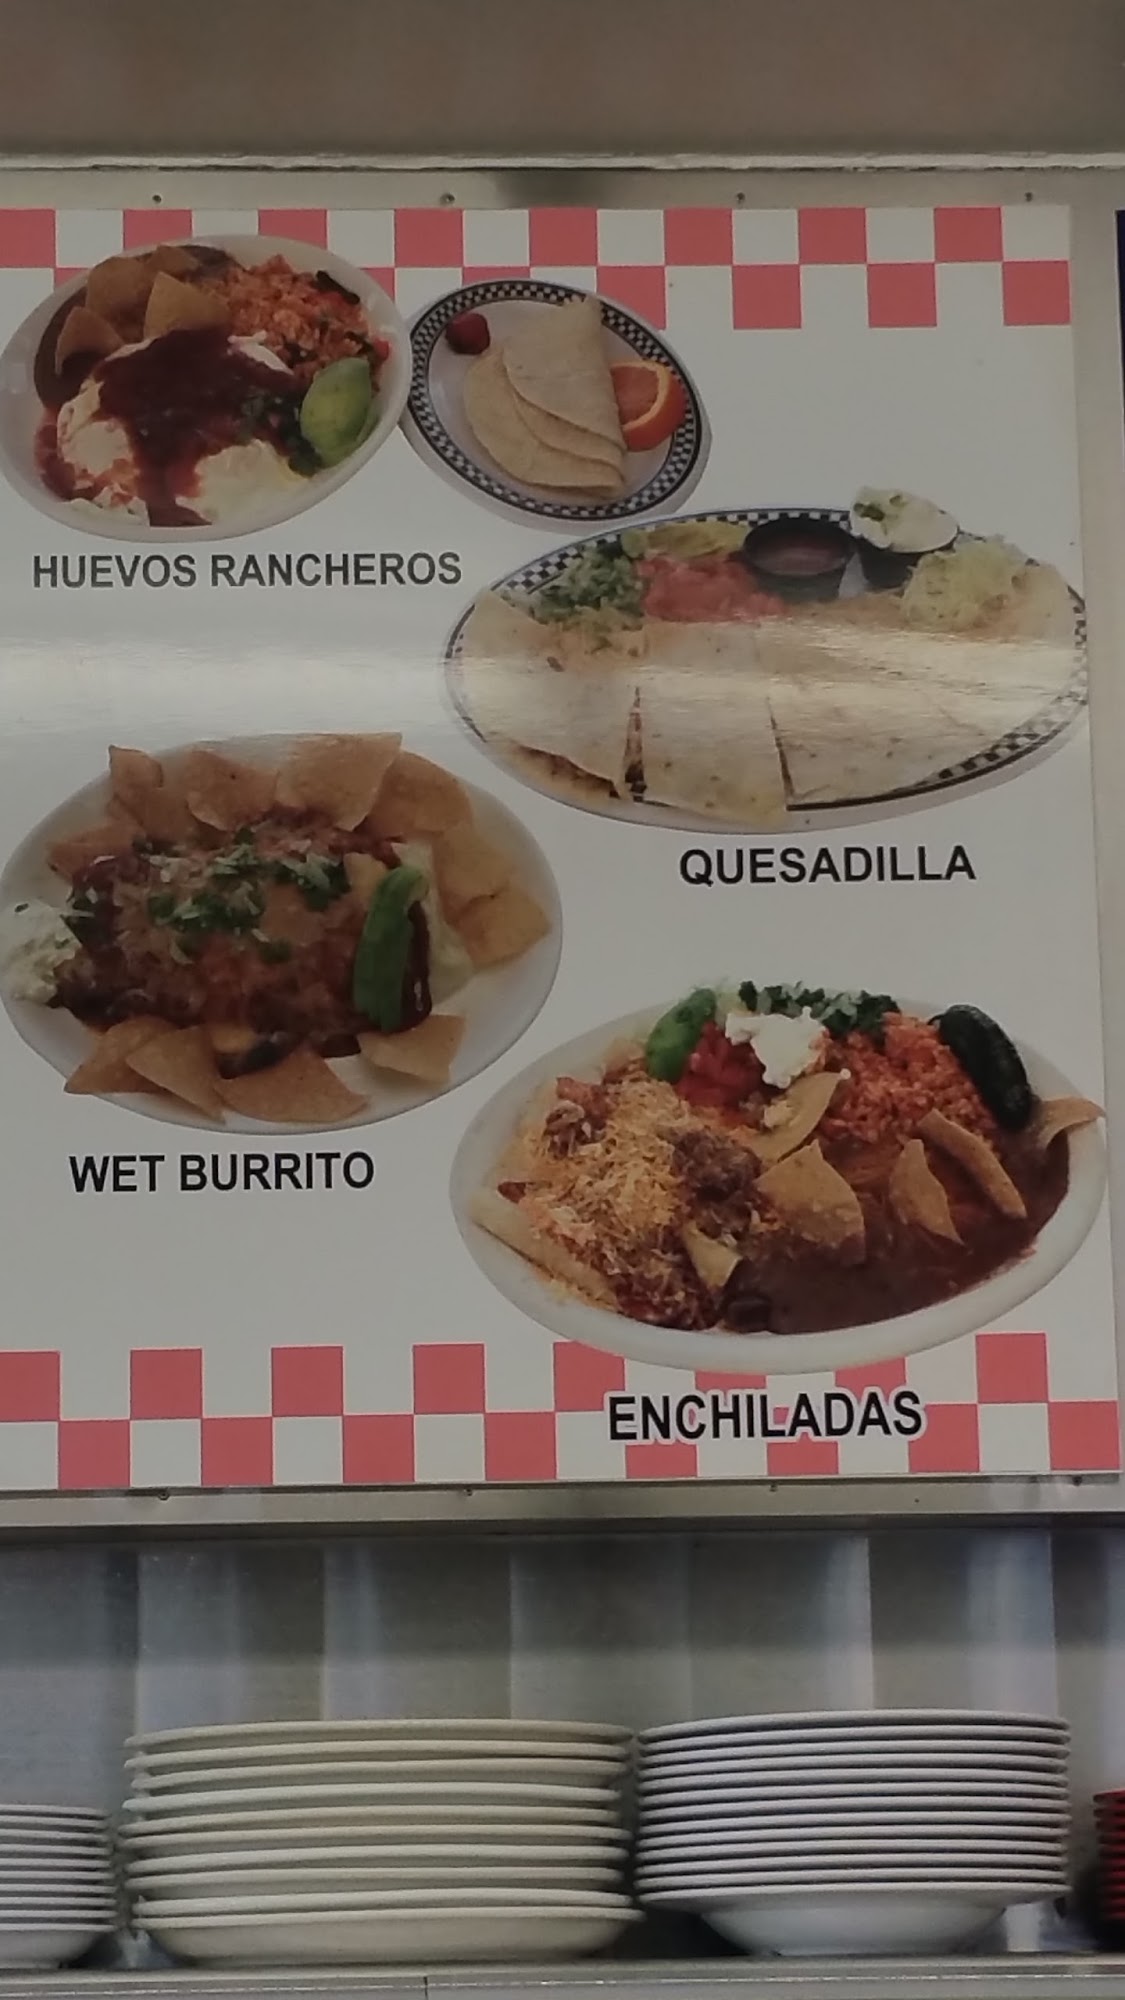 HUEVOS RANCHEROS
QUESADILLA
WET BURRITO
ENCHILADAS